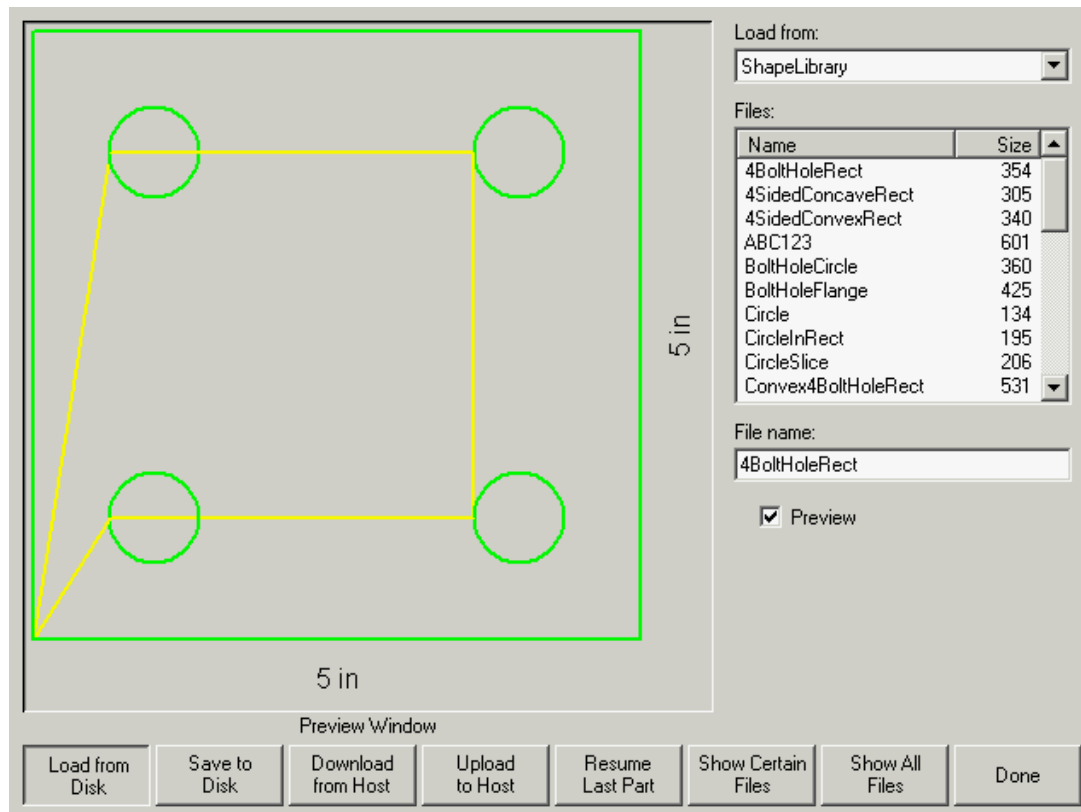 5 in
5 in
Preview Window
Load from:
ShapeLibrary
Files:
Name Size
4BoltHoleRect 354
4SidedConcaveRect 305
4SidedConvexRect 340
ABC123 601
BoltHoleCircle 360
BoltHoleFlange 425
Circle 134
CircleInRect 195
CircleSlice 206
Convex4BoltHoleRect 531
File name:
4BoltHoleRect
Preview
Load from
Disk
Save to
Disk
Download
from Host
Upload
to Host
Resume
Last Part
Show Certain
Files
Show All
Files
Done